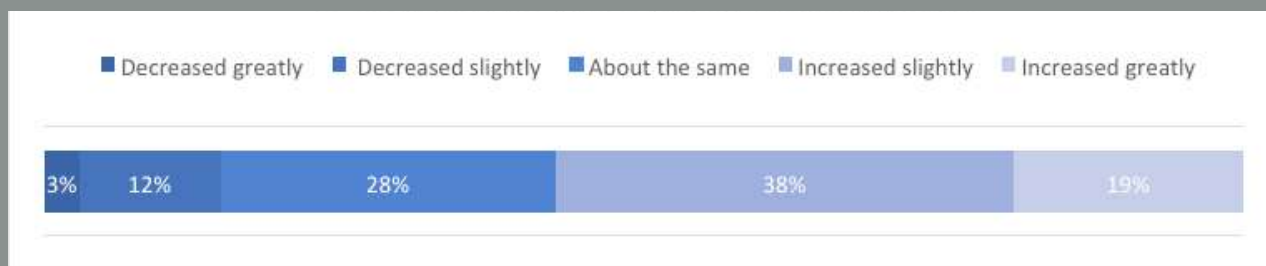 Decreased greatly Decreased slightly About the same Increased slightly Increased greatly
3% 12% 28% 38% 19%